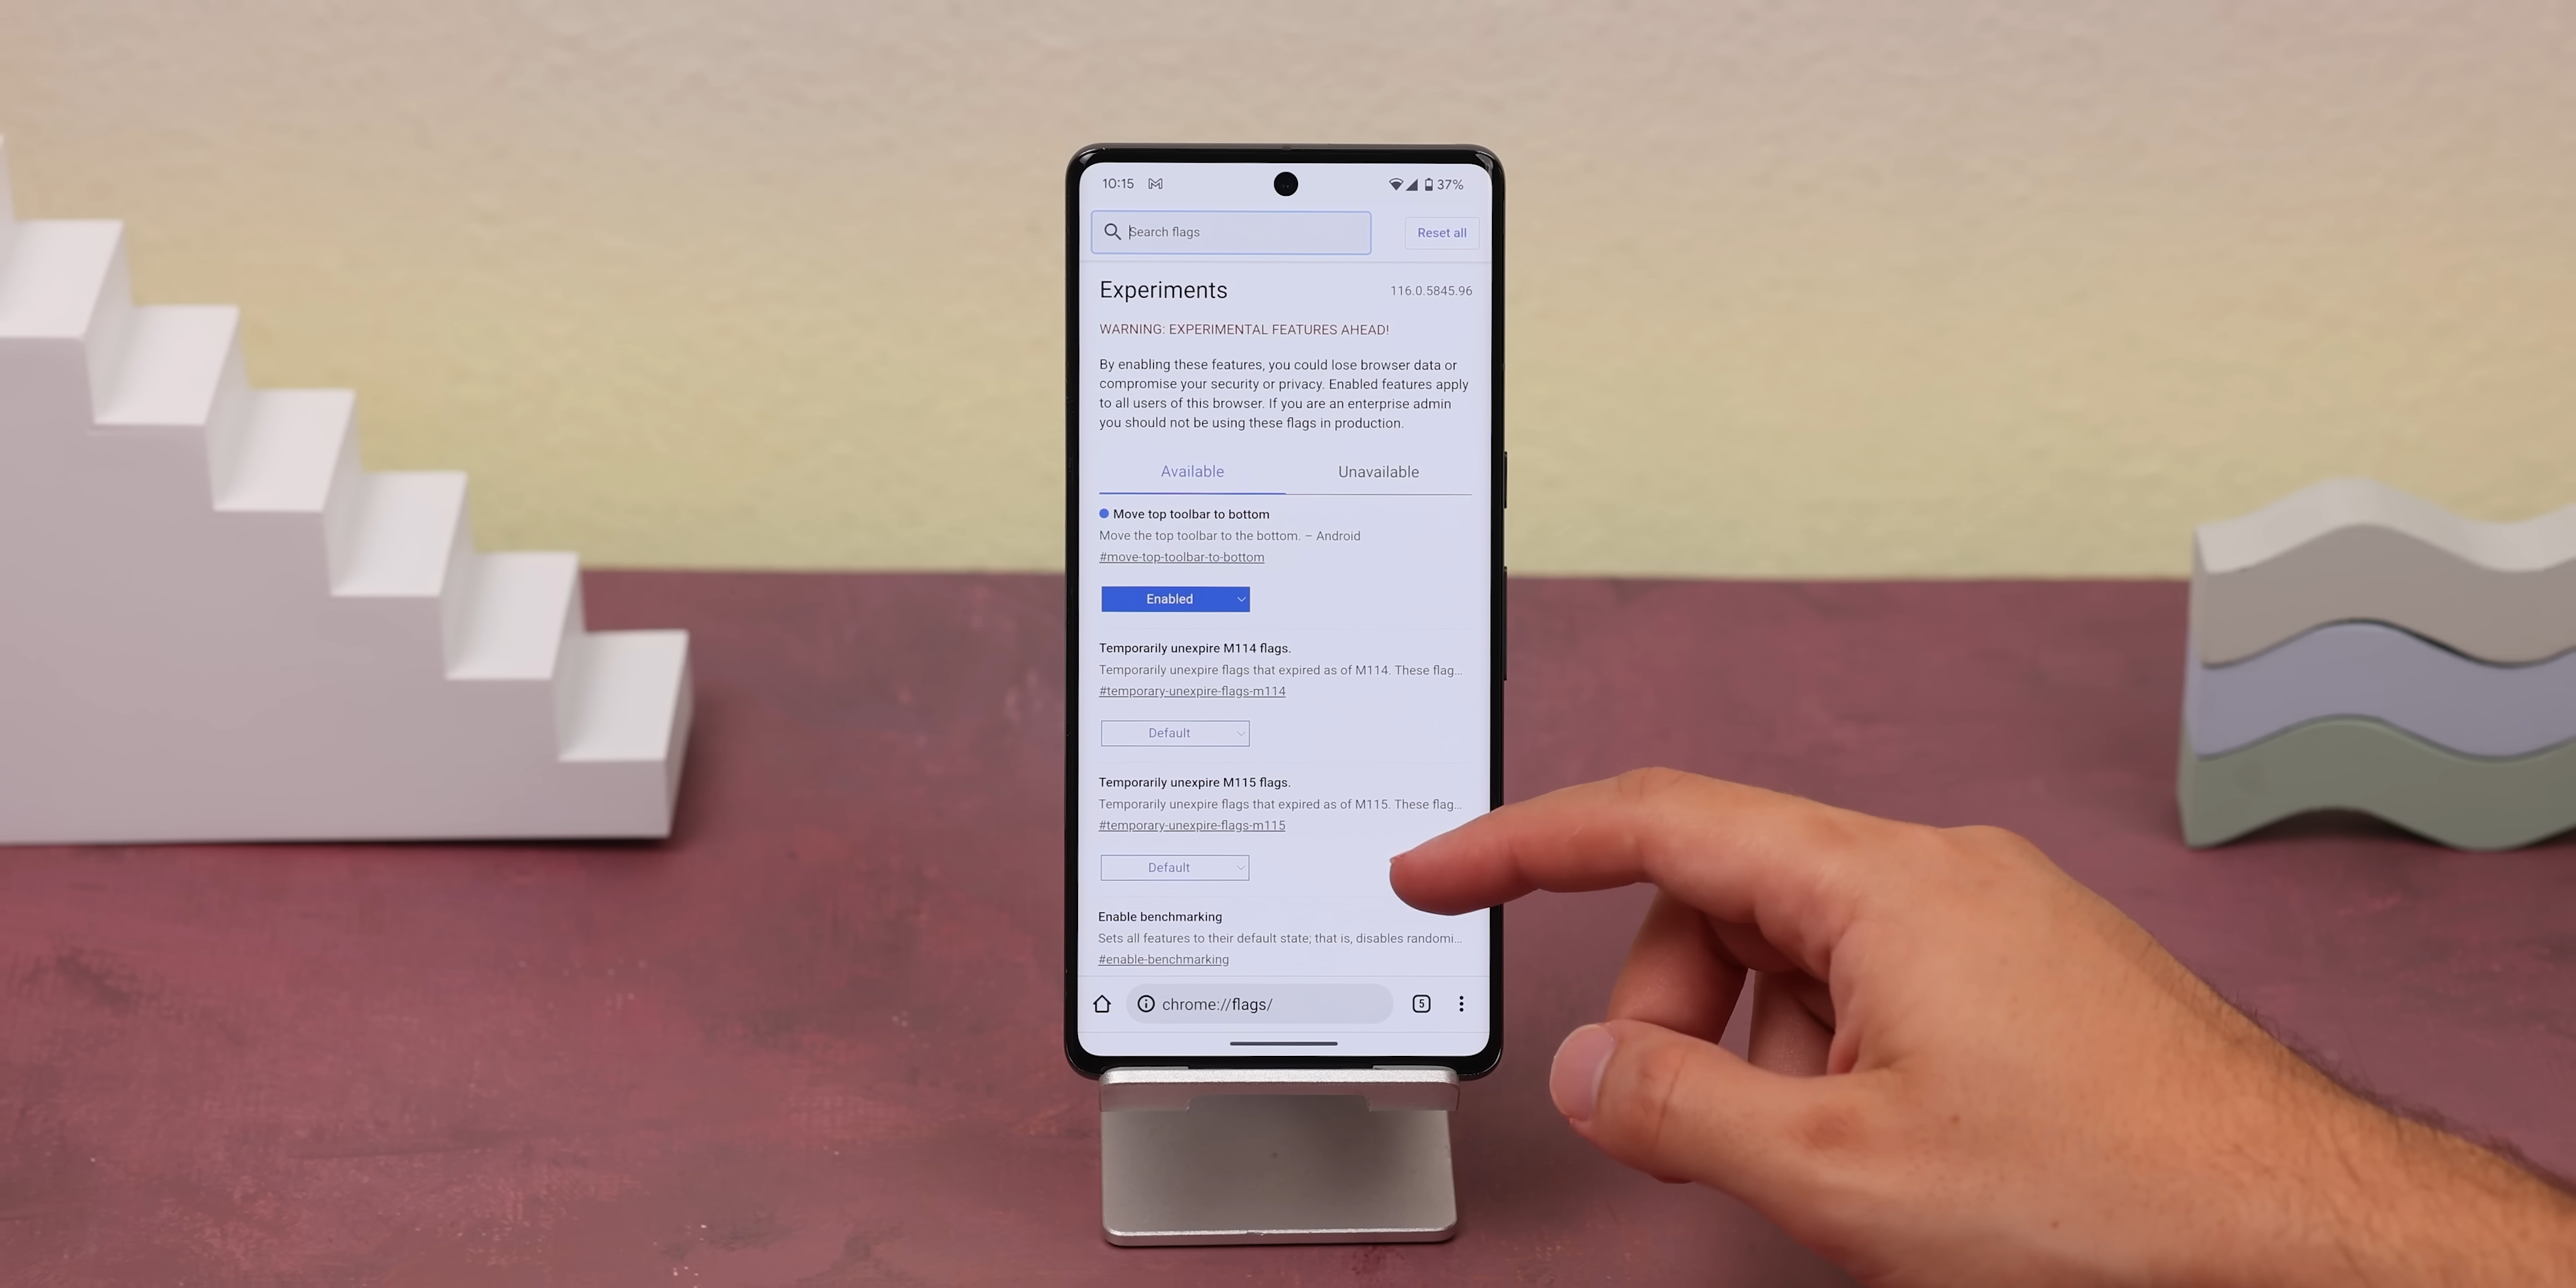 10:15
37%
Search flags
Reset all
Experiments
116.0.5845.96
WARNING: EXPERIMENTAL FEATURES AHEAD!
By enabling these features, you could lose browser data or
compromise your security or privacy. Enabled features apply
to all users of this browser. If you are an enterprise admin
you should not be using these flags in production.
Available
Unavailable
Move top toolbar to bottom
Move the top toolbar to the bottom. – Android
#move-top-toolbar-to-bottom
Enabled
Temporarily unexpire M114 flags.
Temporarily unexpire flags that expired as of M114. These flag...
#temporary-unexpire-flags-m114
Default
Temporarily unexpire M115 flags.
Temporarily unexpire flags that expired as of M115. These flag...
#temporary-unexpire-flags-m115
Default
Enable benchmarking
Sets all features to their default state; that is, disables randomi...
#enable-benchmarking
chrome://flags/
5